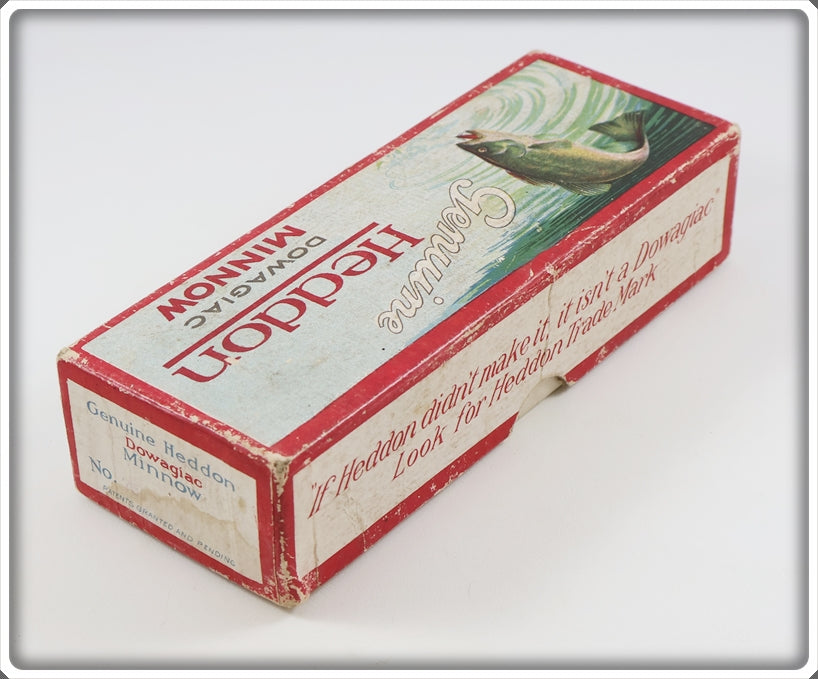 Genuine
Heddon
DOWAGIAC
MINNOW
"If Heddon didn't make it, it isn't a Dowagiac"
Look for Heddon Trade Mark
Genuine Heddon
Dowagiac
Minnow
No.
PATENTS GRANTED AND PENDING